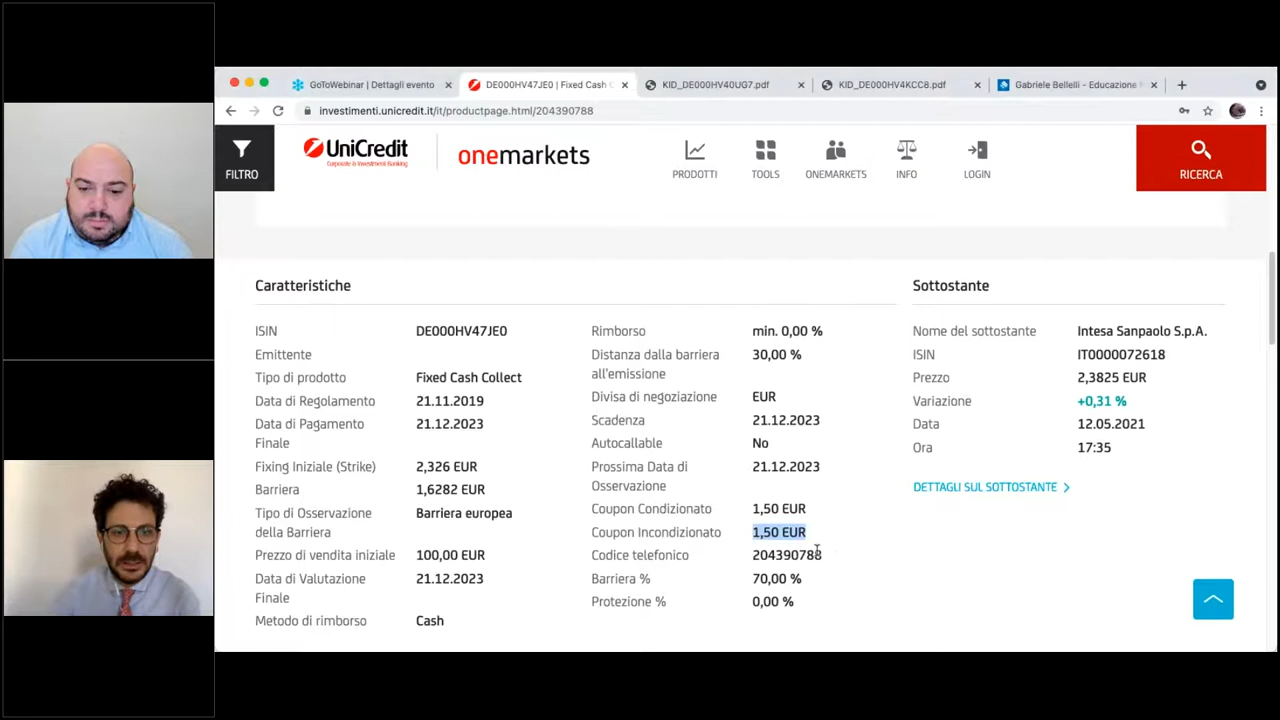 GoToWebinar | Dettagli evento
DE000HV47JE0 | Fixed Cash C
KID_DE000HV40UG7.pdf
KID_DE000HV4KCC8.pdf
Gabriele Bellelli - Educazione
investimenti.unicredit.it/it/productpage.html/204390788
FILTRO
UniCredit
Corporate & Investment Banking
onemarkets
PRODOTTI
TOOLS
ONEMARKETS
INFO
LOGIN
RICERCA
Caratteristiche
ISIN DE000HV47JE0
Emittente
Tipo di prodotto Fixed Cash Collect
Data di Regolamento 21.11.2019
Data di Pagamento 21.12.2023
Finale
Fixing Iniziale (Strike) 2,326 EUR
Barriera 1,6282 EUR
Tipo di Osservazione Barriera europea
della Barriera
Prezzo di vendita iniziale 100,00 EUR
Data di Valutazione 21.12.2023
Finale
Metodo di rimborso Cash
Rimborso min. 0,00 %
Distanza dalla barriera 30,00 %
all'emissione
Divisa di negoziazione EUR
Scadenza 21.12.2023
Autocallable No
Prossima Data di 21.12.2023
Osservazione
Coupon Condizionato 1,50 EUR
Coupon Incondizionato 1,50 EUR
Codice telefonico 204390788
Barriera % 70,00 %
Protezione % 0,00 %
Sottostante
Nome del sottostante Intesa Sanpaolo S.p.A.
ISIN IT0000072618
Prezzo 2,3825 EUR
Variazione +0,31 %
Data 12.05.2021
Ora 17:35
DETTAGLI SUL SOTTOSTANTE